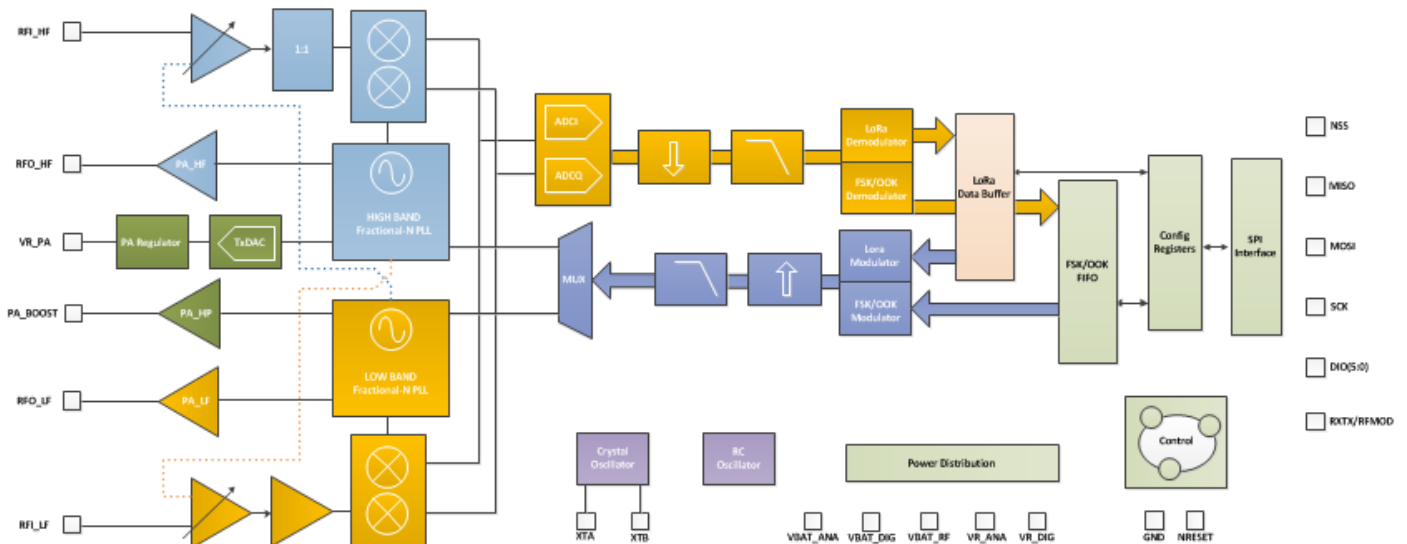 RFI_HF
1:1
RFO_HF
PA_HF
HIGH BAND
Fractional-N PLL
VR_PA
PA Regulator
TxDAC
PA_BOOST
PA_HP
LOW BAND
Fractional-N PLL
RFO_LF
PA_LF
RFI_LF
ADCI
ADCQ
LoRa
Demodulator
FSK/OOK
Demodulator
LoRa
Data Buffer
MUX
Lora
Modulator
FSK/OOK
Modulator
FSK/OOK
FIFO
Config
Registers
SPI
Interface
NSS
MISO
MOSI
SCK
DIO(5:0)
RXTX/RFMOD
Crystal
Oscillator
RC
Oscillator
Power Distribution
Control
XTA
XTB
VBAT_ANA
VBAT_DIG
VBAT_RF
VR_ANA
VR_DIG
GND
NRESET